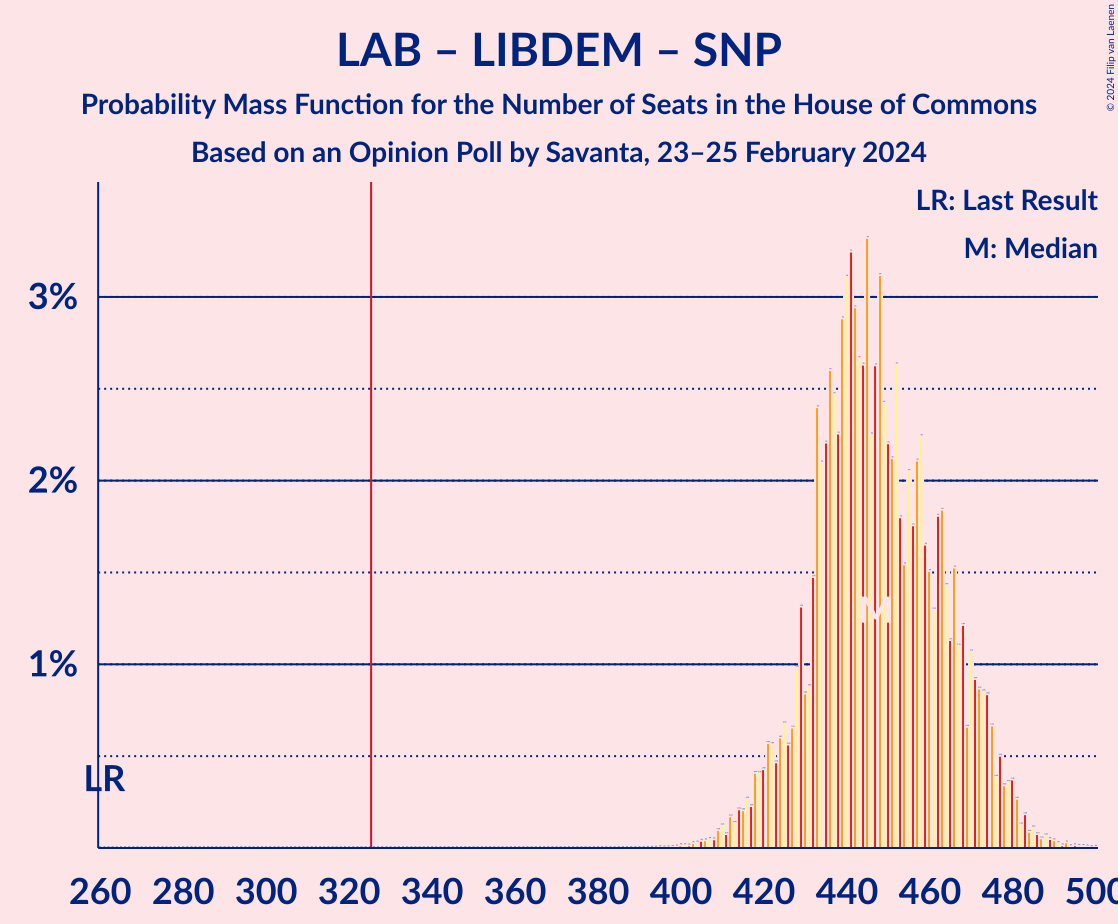 LAB – LIBDEM – SNP
Probability Mass Function for the Number of Seats in the House of Commons
Based on an Opinion Poll by Savanta, 23–25 February 2024
© 2024 Filip van Laenen
LR: Last Result
M: Median
3%
2%
1%
M
LR
260 280 300 320 340 360 380 400 420 440 460 480 500